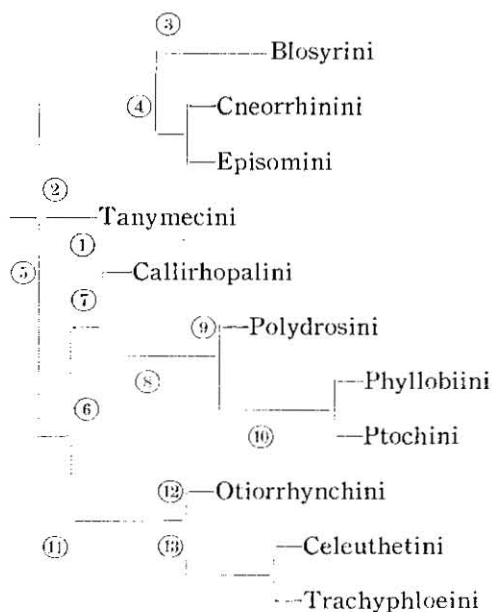 ③
Blosyrini
④
Cneorrhinini
Episomini
②
Tanymecini
①
⑤
Callirhopalini
⑦
⑨
Polydrosini
⑧
Phyllobiini
⑥
⑩
Ptochini
⑫
Otiorrhynchini
⑪
⑬
Celeuthetini
Trachyphloeini